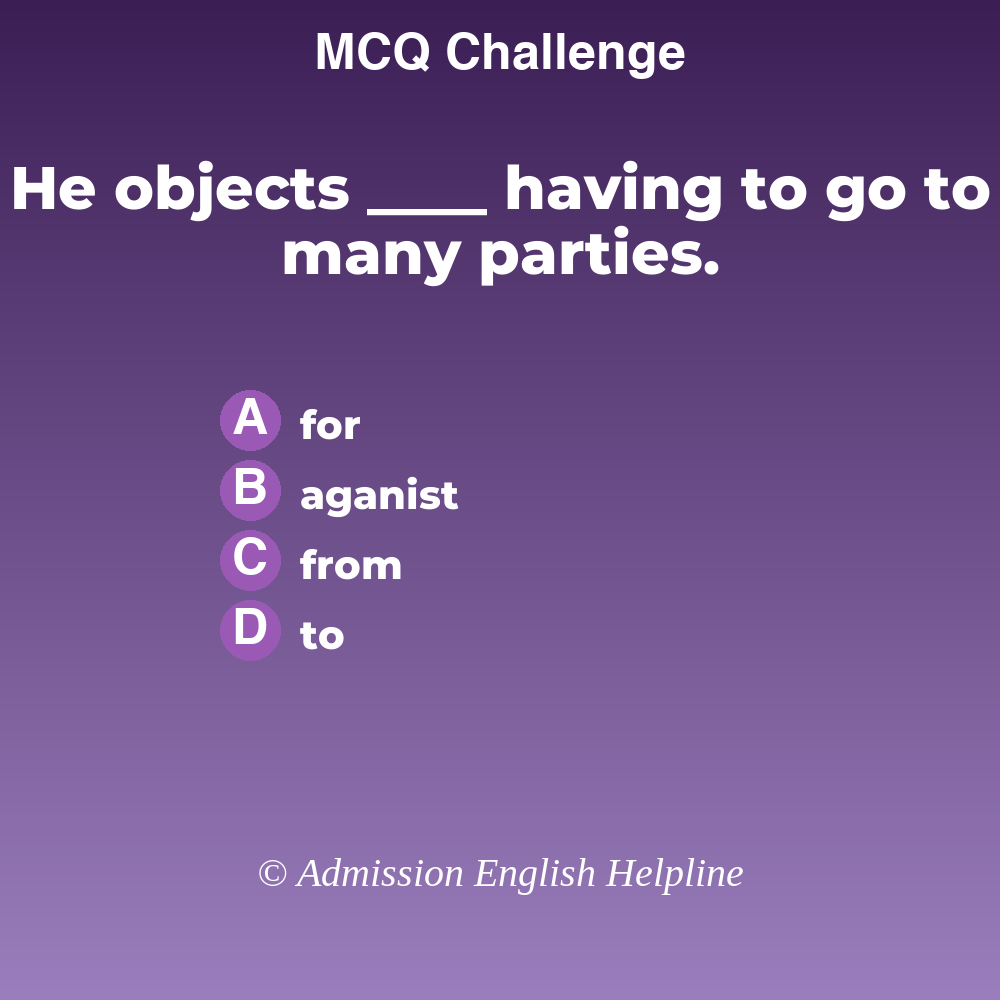 MCQ Challenge
He objects ____ having to go to
many parties.
A for
B aganist
C from
D to
© Admission English Helpline